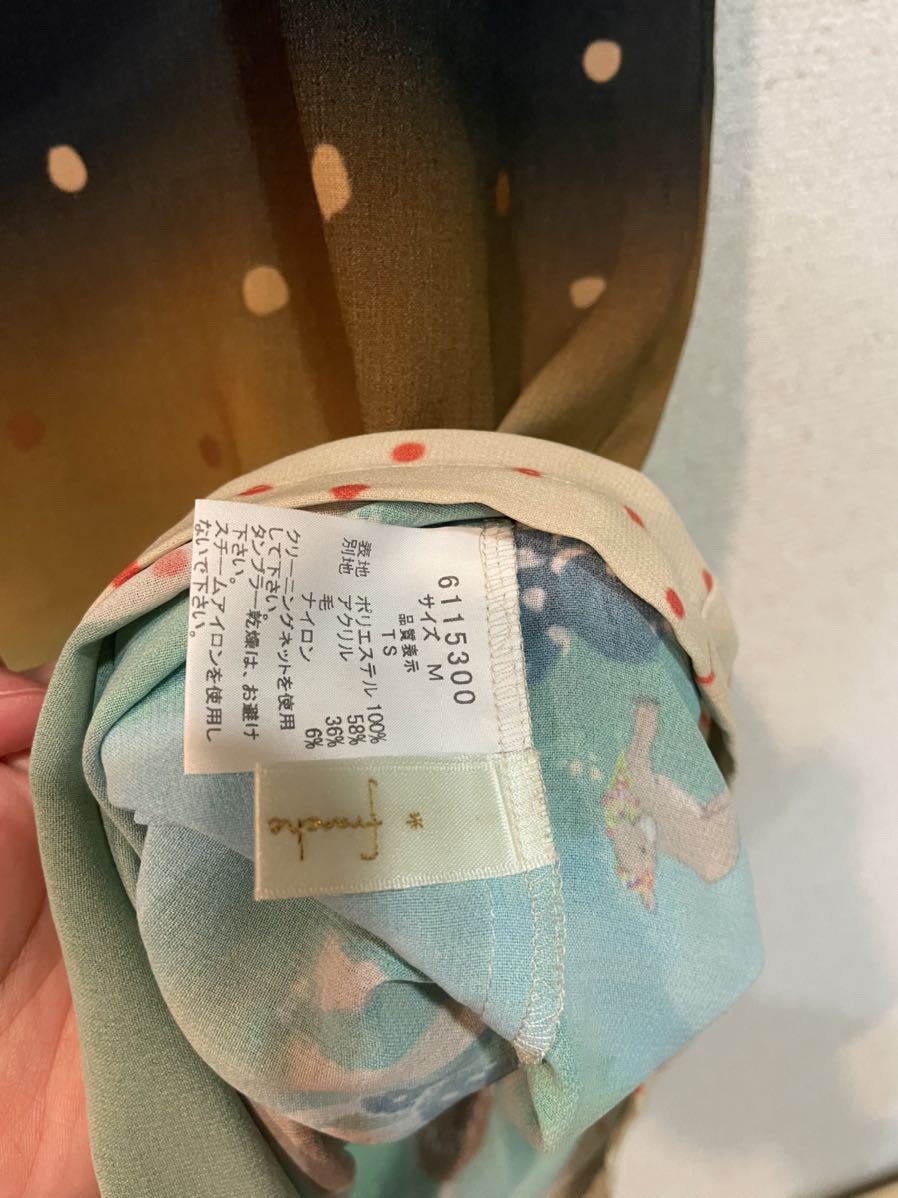 6115300
サイズ M
品質表示
TS
表地 ポリエステル 100%
別地 アクリル 58%
毛 36%
ナイロン 6%
クリーニングネットを使用
して下さい。
タンブラー乾燥は、お避け
下さい。
スチームアイロンを使用し
ないで下さい。
franche